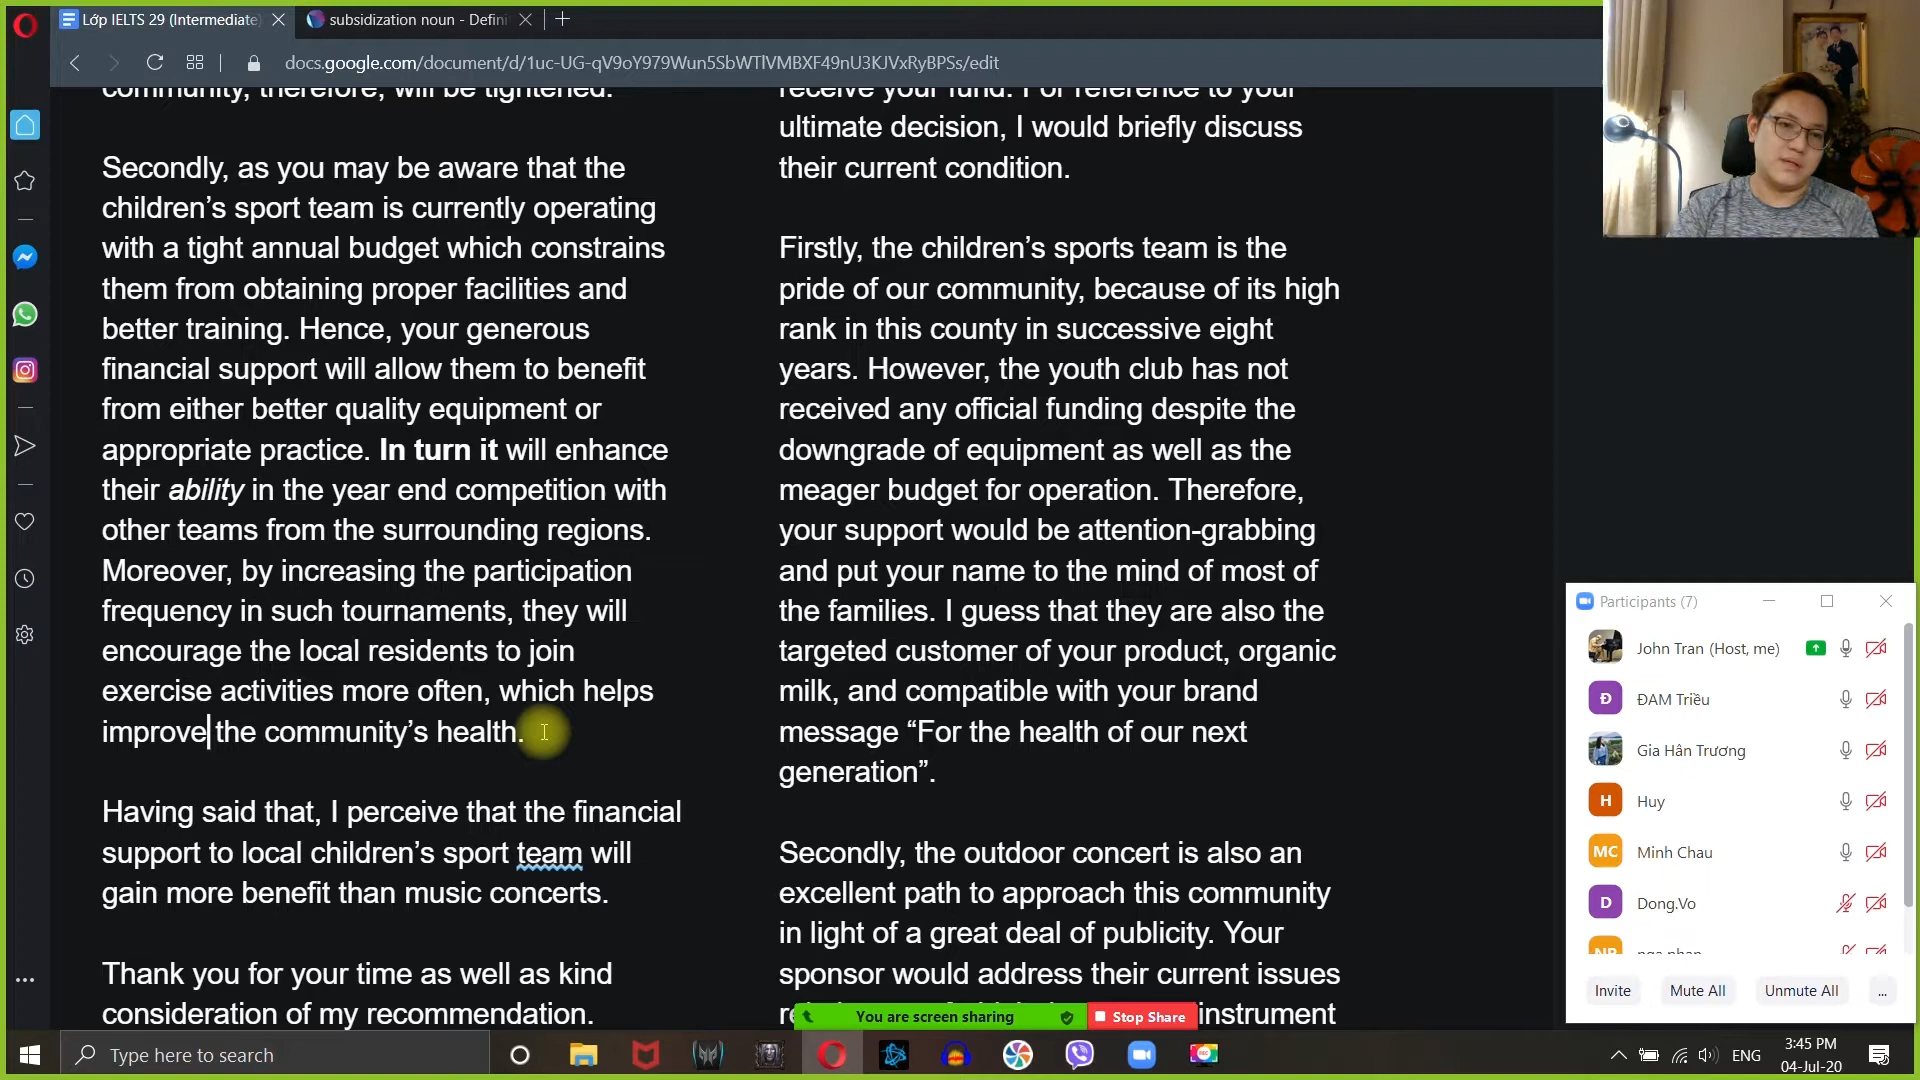 Lớp IELTS 29 (Intermediate)
subsidization noun - Defini
docs.google.com/document/d/1uc-UG-qV9oY979Wun5SbWTlVMBXF49nU3KJVxRyBPSs/edit
community, therefore, will be tightened.
Secondly, as you may be aware that the
children’s sport team is currently operating
with a tight annual budget which constrains
them from obtaining proper facilities and
better training. Hence, your generous
financial support will allow them to benefit
from either better quality equipment or
appropriate practice. In turn it will enhance
their ability in the year end competition with
other teams from the surrounding regions.
Moreover, by increasing the participation
frequency in such tournaments, they will
encourage the local residents to join
exercise activities more often, which helps
improve the community’s health.
Having said that, I perceive that the financial
support to local children’s sport team will
gain more benefit than music concerts.
Thank you for your time as well as kind
consideration of my recommendation.
receive your fund. For reference to your
ultimate decision, I would briefly discuss
their current condition.
Firstly, the children’s sports team is the
pride of our community, because of its high
rank in this county in successive eight
years. However, the youth club has not
received any official funding despite the
downgrade of equipment as well as the
meager budget for operation. Therefore,
your support would be attention-grabbing
and put your name to the mind of most of
the families. I guess that they are also the
targeted customer of your product, organic
milk, and compatible with your brand
message “For the health of our next
generation”.
Secondly, the outdoor concert is also an
excellent path to approach this community
in light of a great deal of publicity. Your
sponsor would address their current issues
instrument
You are screen sharing
Stop Share
Participants (7)
John Tran (Host, me)
Đ ĐAM Triều
Gia Hân Trương
H Huy
MC Minh Chau
D Dong.Vo
NP nga phan
Invite
Mute All
Unmute All
...
Type here to search
ENG
3:45 PM
04-Jul-20